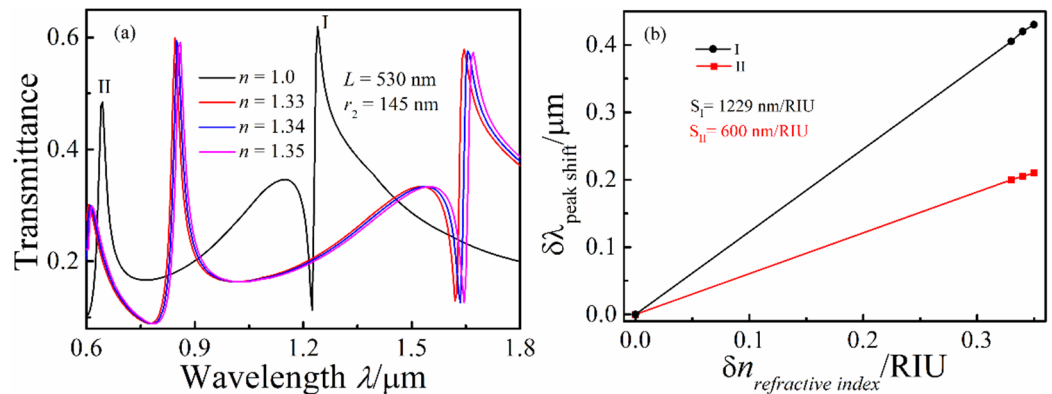 (a)
I
II
n = 1.0
n = 1.33
n = 1.34
n = 1.35
L = 530 nm
r2 = 145 nm
Transmittance
0.6
0.4
0.2
0.6 0.9 1.2 1.5 1.8
Wavelength λ/μm
(b)
I
II
SI= 1229 nm/RIU
SII= 600 nm/RIU
δλpeak shift/μm
0.4
0.3
0.2
0.1
0.0
0.0 0.1 0.2 0.3
δnrefractive index/RIU